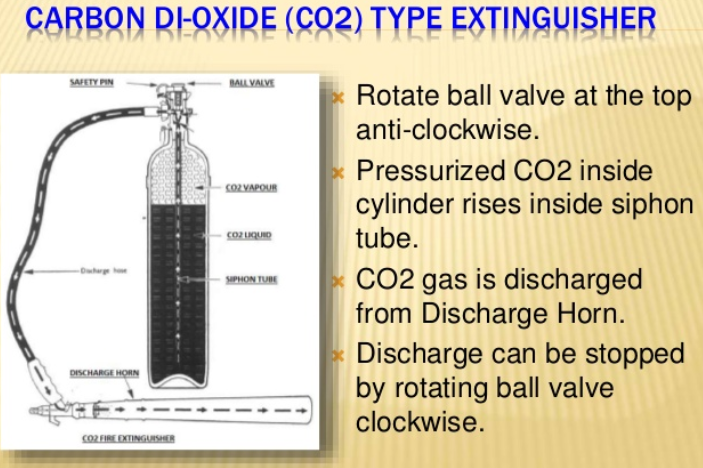 CARBON DI-OXIDE (CO2) TYPE EXTINGUISHER
SAFETY PIN
BALL VALVE
CO2 VAPOUR
CO2 LIQUID
Discharge hose
SIPHON TUBE
DISCHARGE HORN
CO2 FIRE EXTINGUISHER
Rotate ball valve at the top
anti-clockwise.
Pressurized CO2 inside
cylinder rises inside siphon
tube.
CO2 gas is discharged
from Discharge Horn.
Discharge can be stopped
by rotating ball valve
clockwise.